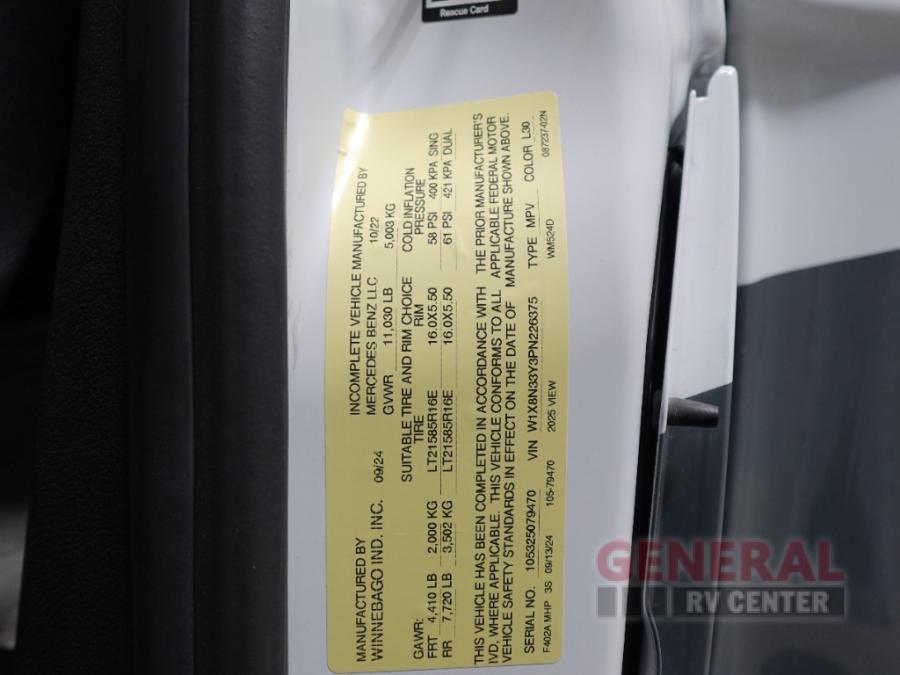 Rescue Card
MANUFACTURED BY INCOMPLETE VEHICLE MANUFACTURED BY
WINNEBAGO IND. INC. 09/24 MERCEDES BENZ LLC 10/22
GVWR 11,030 LB 5,003 KG
GAWR: SUITABLE TIRE AND RIM CHOICE COLD INFLATION
TIRE RIM PRESSURE
FRT 4,410 LB 2,000 KG LT21585R16E 16.0X5.50 58 PSI 400 KPA SING
RR 7,720 LB 3,502 KG LT21585R16E 16.0X5.50 61 PSI 421 KPA DUAL
THIS VEHICLE HAS BEEN COMPLETED IN ACCORDANCE WITH THE PRIOR MANUFACTURER'S
IVD, WHERE APPLICABLE. THIS VEHICLE CONFORMS TO ALL APPLICABLE FEDERAL MOTOR
VEHICLE SAFETY STANDARDS IN EFFECT ON THE DATE OF MANUFACTURE SHOWN ABOVE.
SERIAL NO. 105325079470 VIN W1X8N33Y3PN226375 TYPE MPV COLOR L30
F402A MHP 3S 09/13/24 105-79470 2025 VIEW WM524D 087237-02N
GENERAL
RV CENTER